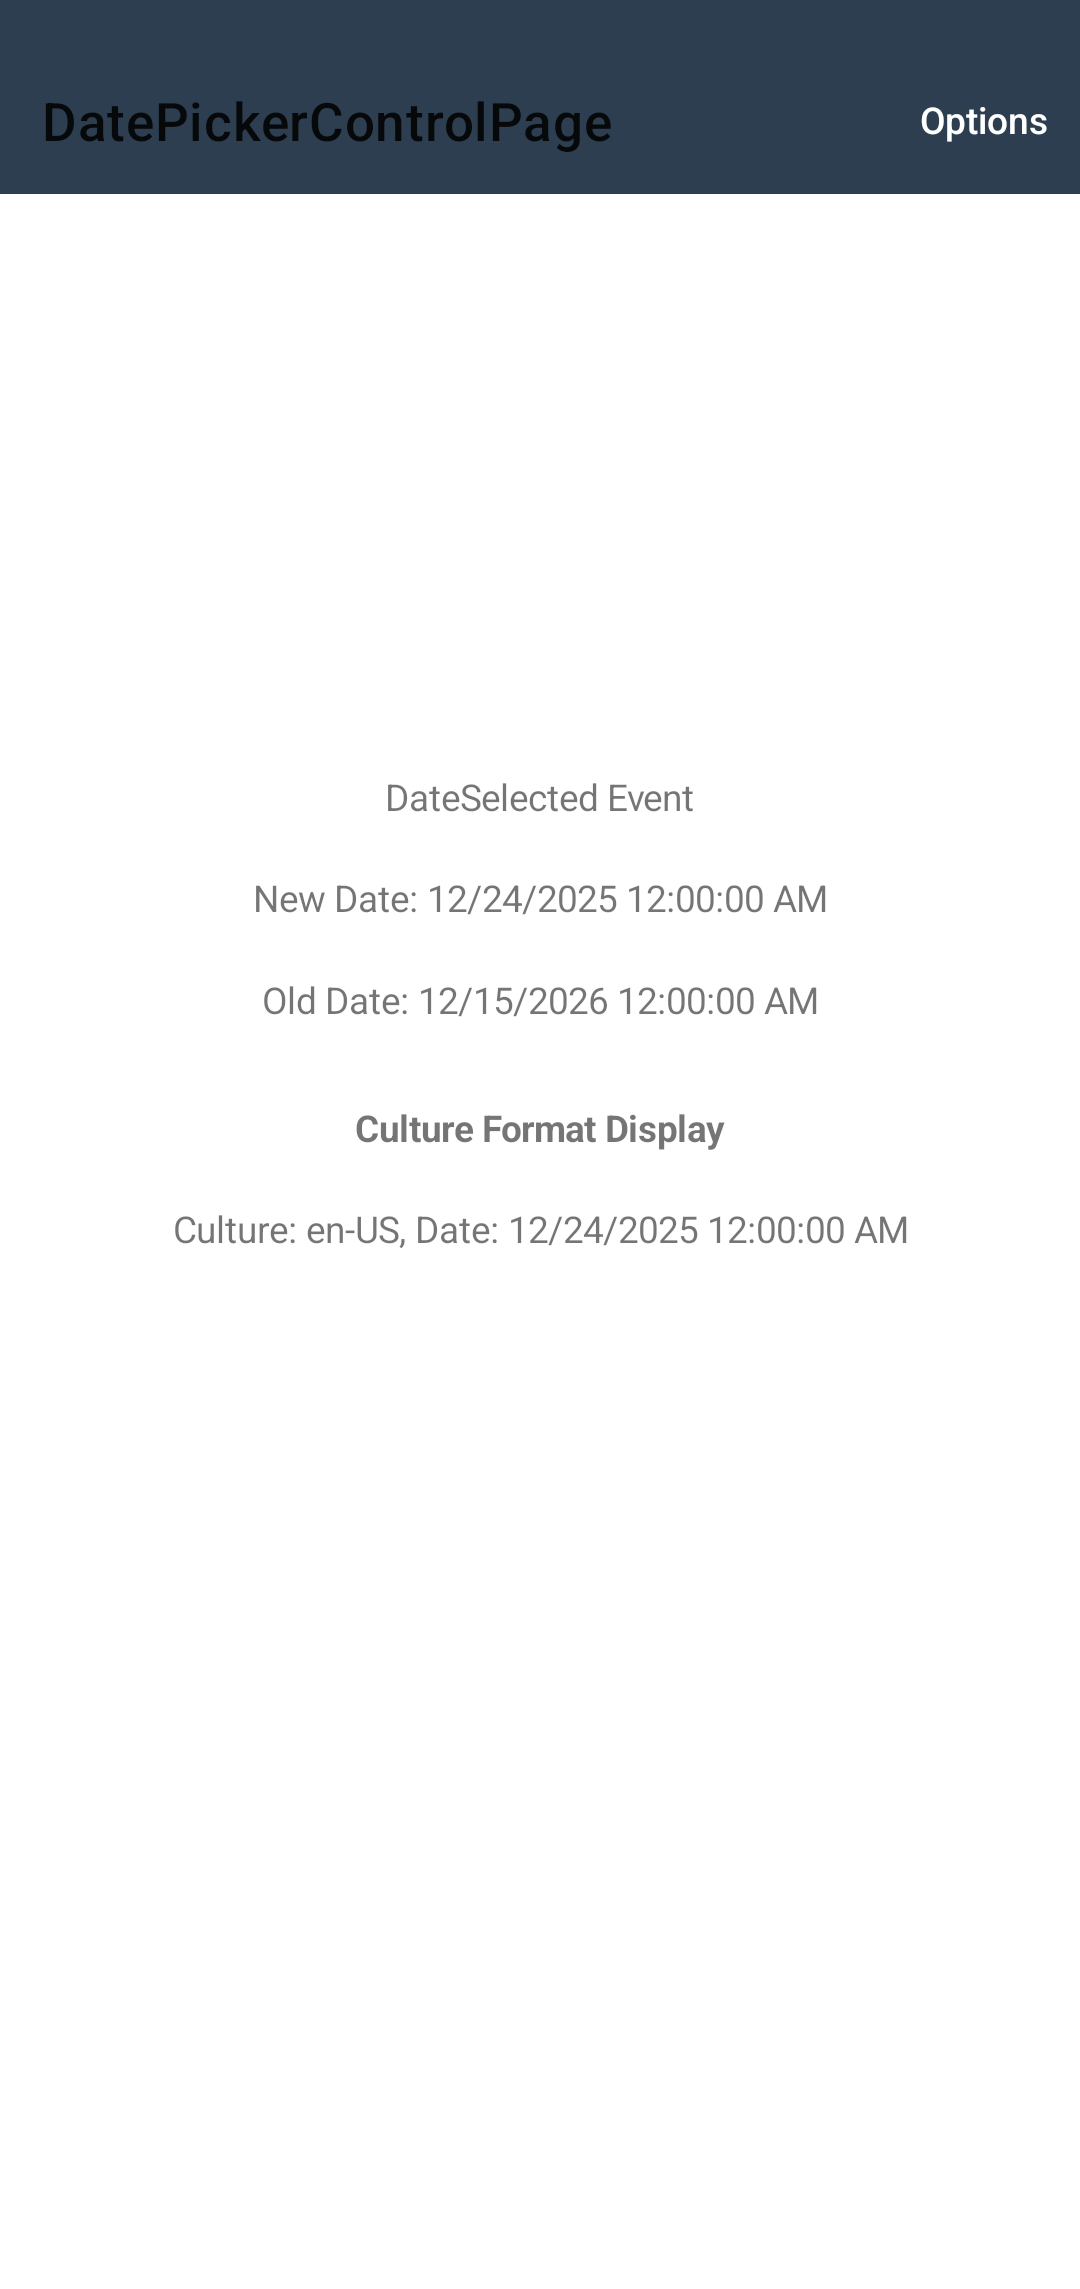 DatePickerControlPage
Options
DateSelected Event
New Date: 12/24/2025 12:00:00 AM
Old Date: 12/15/2026 12:00:00 AM
Culture Format Display
Culture: en-US, Date: 12/24/2025 12:00:00 AM